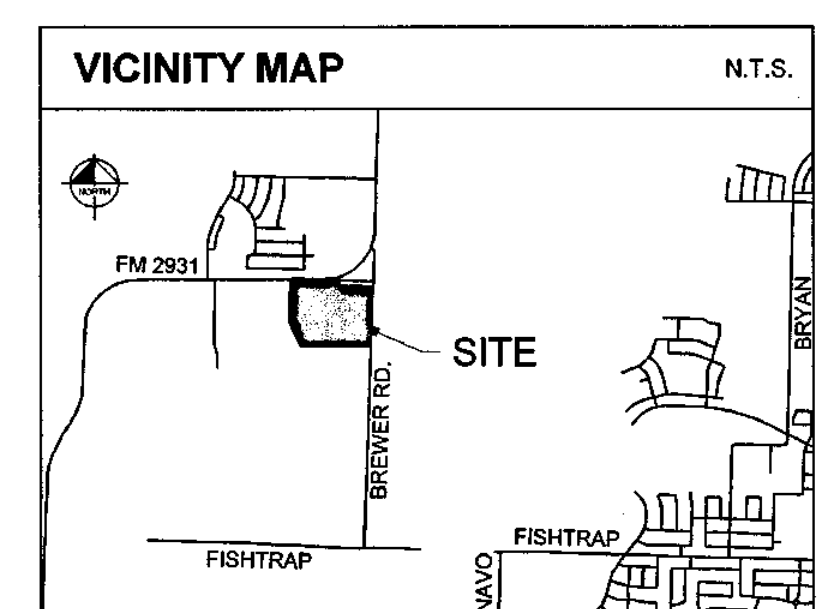 VICINITY MAP
N.T.S.
NORTH
FM 2931
SITE
BREWER RD.
BRYAN
FISHTRAP
FISHTRAP
NAVO